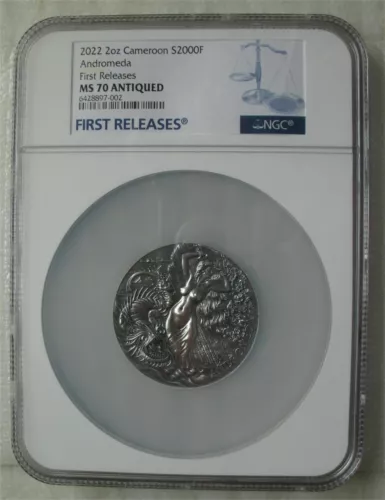 2022 2oz Cameroon S2000F
Andromeda
First Releases
MS 70 ANTIQUED
6428897-002
FIRST RELEASES®
NGC®